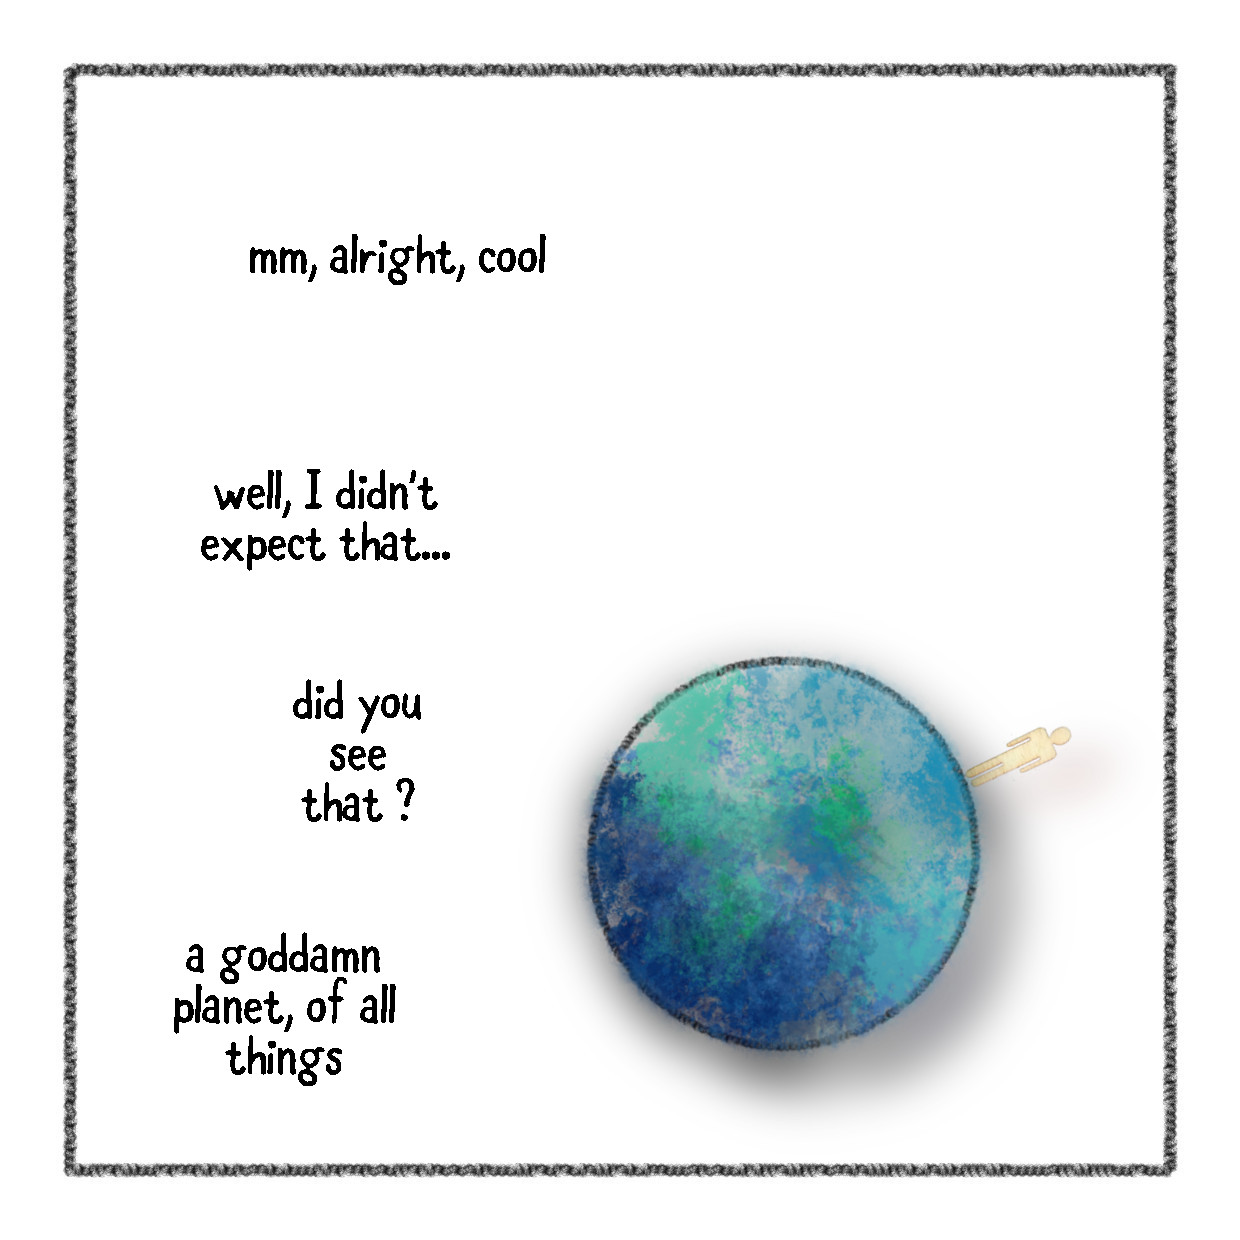 mm, alright, cool
well, I didn't
expect that...
did you
see
that ?
a goddamn
planet, of all
things